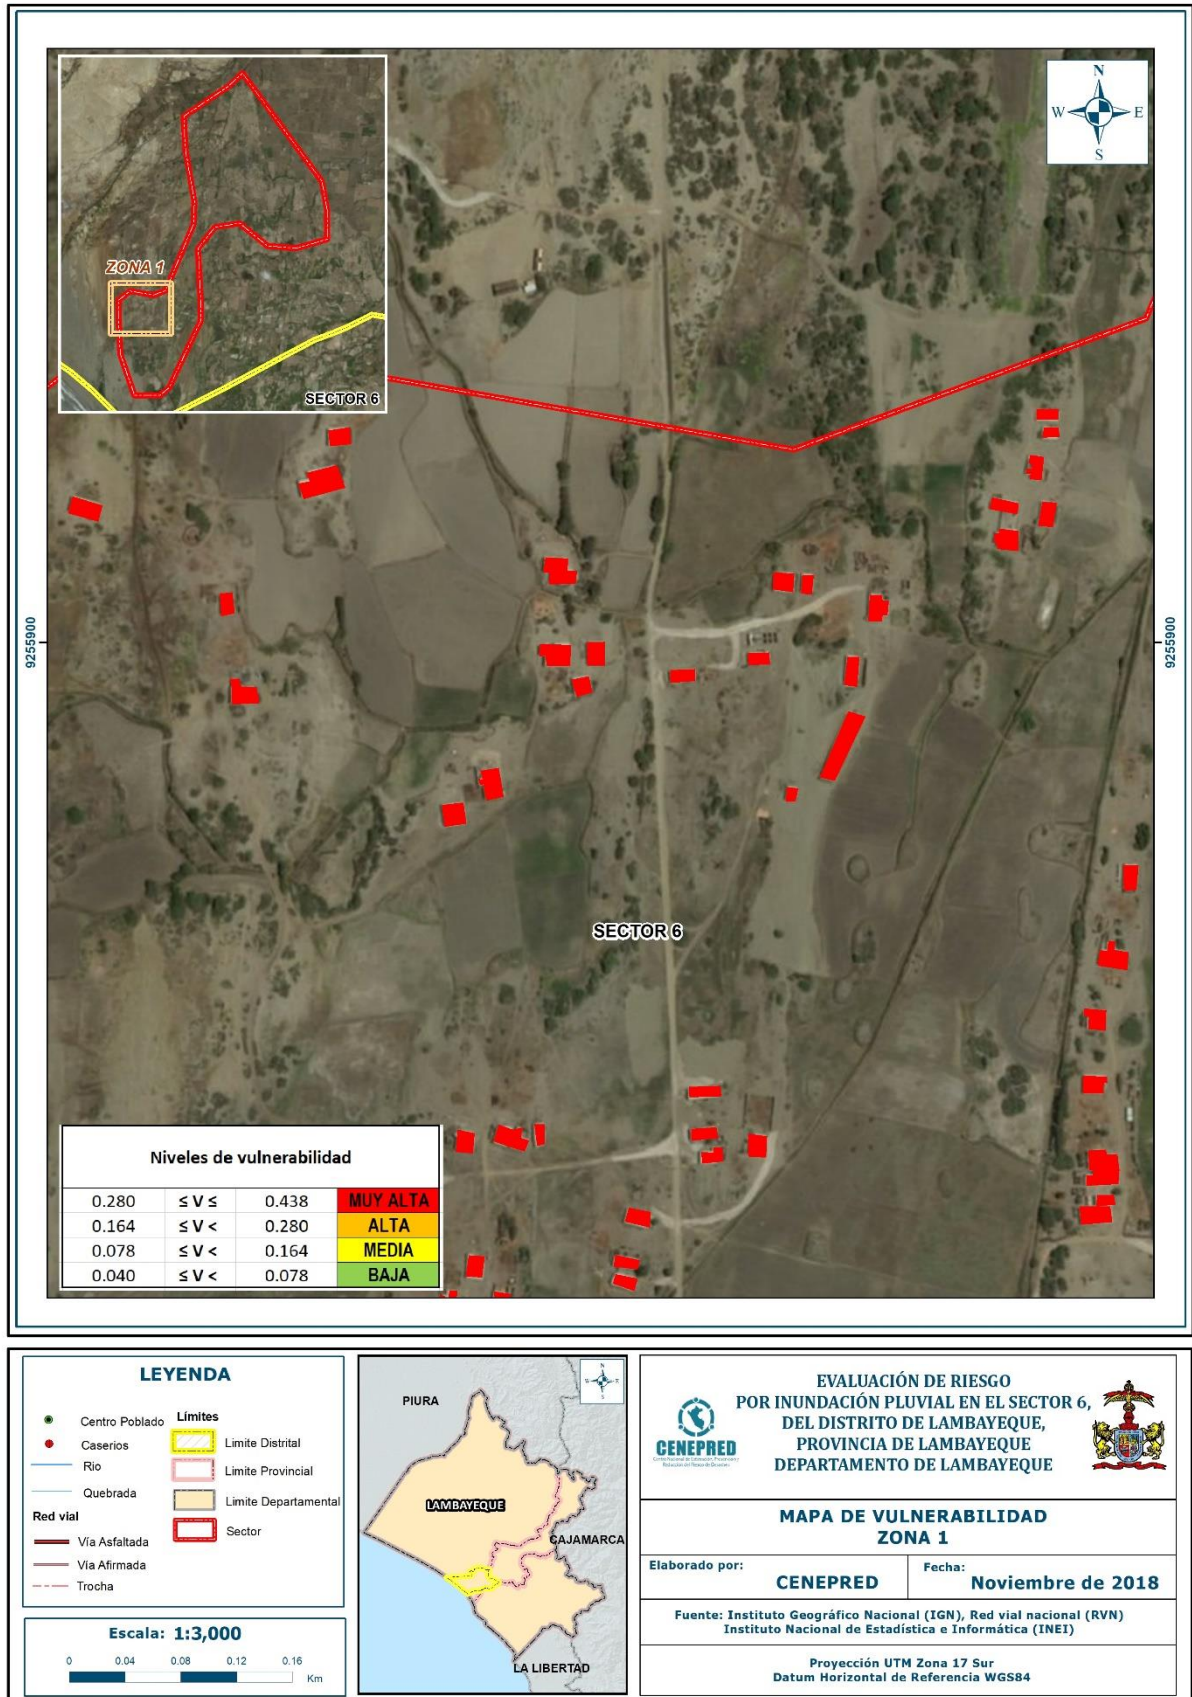 N
W E
S
ZONA 1
SECTOR 6
9255900
9255900
SECTOR 6
Niveles de vulnerabilidad
0.280 ≤ V ≤ 0.438 MUY ALTA
0.164 ≤ V < 0.280 ALTA
0.078 ≤ V < 0.164 MEDIA
0.040 ≤ V < 0.078 BAJA
LEYENDA
Centro Poblado
Caserios
Rio
Quebrada
Red vial
Vía Asfaltada
Vía Afirmada
Trocha
Límites
Limite Distrital
Limite Provincial
Limite Departamental
Sector
Escala: 1:3,000
0 0.04 0.08 0.12 0.16
Km
PIURA
LAMBAYEQUE
CAJAMARCA
LA LIBERTAD
CENEPRED
EVALUACIÓN DE RIESGO
POR INUNDACIÓN PLUVIAL EN EL SECTOR 6,
DEL DISTRITO DE LAMBAYEQUE,
PROVINCIA DE LAMBAYEQUE
DEPARTAMENTO DE LAMBAYEQUE
MAPA DE VULNERABILIDAD
ZONA 1
Elaborado por:
CENEPRED
Fecha:
Noviembre de 2018
Fuente: Instituto Geográfico Nacional (IGN), Red vial nacional (RVN)
Instituto Nacional de Estadística e Informática (INEI)
Proyección UTM Zona 17 Sur
Datum Horizontal de Referencia WGS84